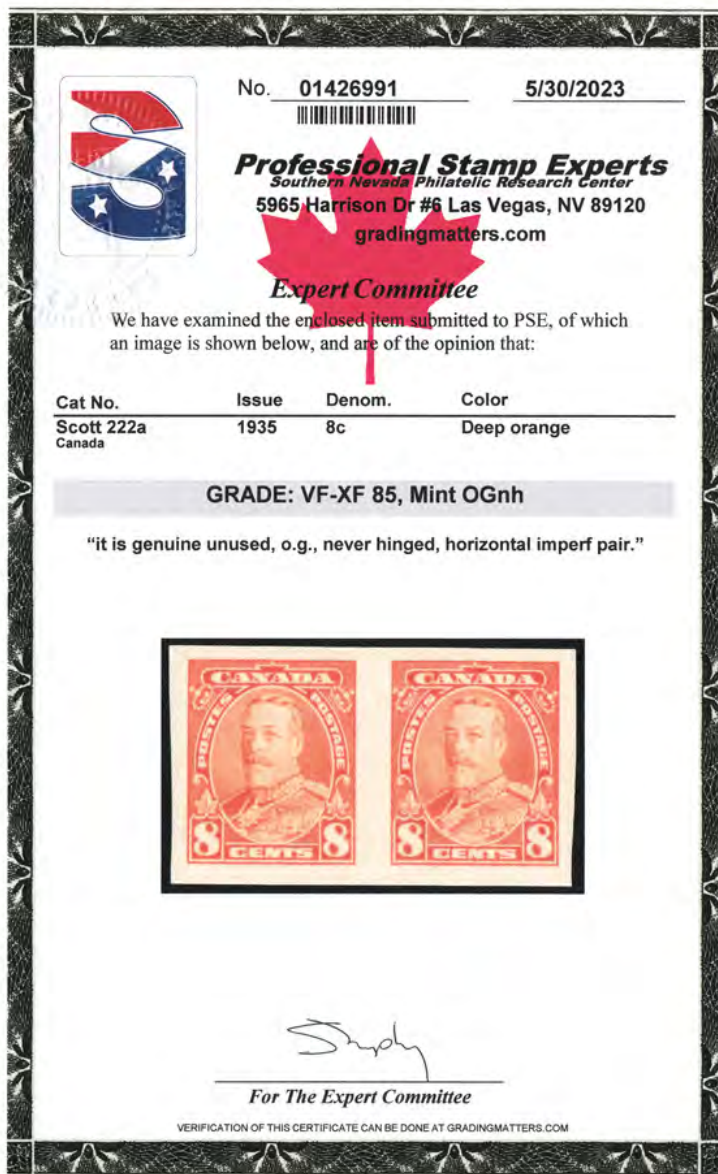 No. 01426991 5/30/2023
Professional Stamp Experts
Southern Nevada Philatelic Research Center
5965 Harrison Dr #6 Las Vegas, NV 89120
gradingmatters.com
Expert Committee
We have examined the enclosed item submitted to PSE, of which
an image is shown below, and are of the opinion that:
Cat No. Issue Denom. Color
Scott 222a 1935 8c Deep orange
Canada
GRADE: VF-XF 85, Mint OGnh
“it is genuine unused, o.g., never hinged, horizontal imperf pair.”
CANADA
POSTES POSTAGE
8 CENTS 8
CANADA
POSTES POSTAGE
8 CENTS 8
For The Expert Committee
VERIFICATION OF THIS CERTIFICATE CAN BE DONE AT GRADINGMATTERS.COM